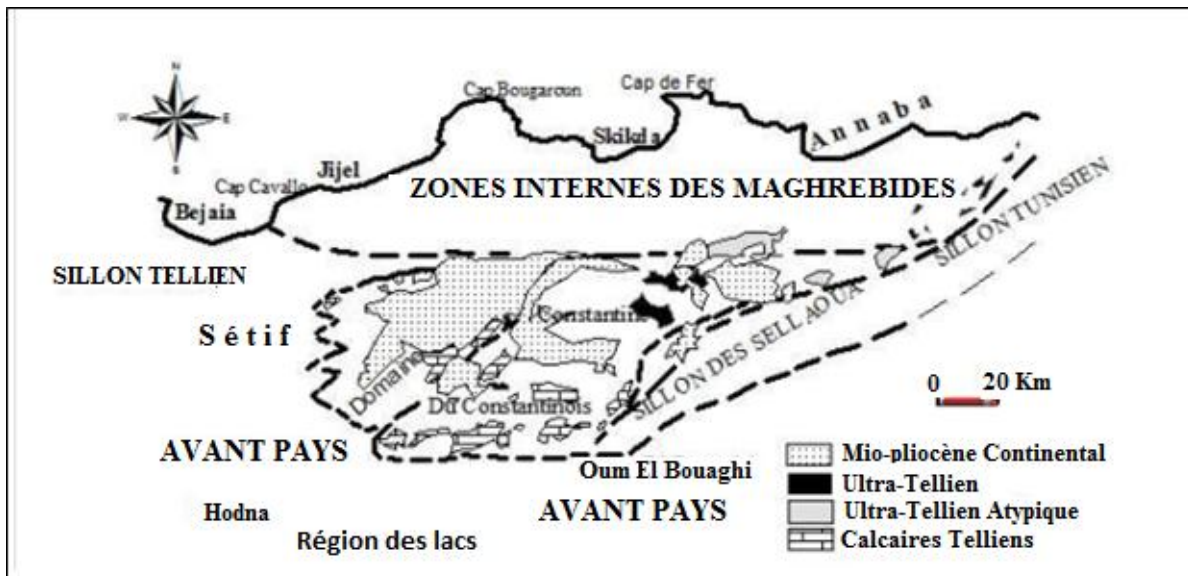 N
W E
S
Cap Bougaroun
Cap de Fer
Annaba
Skikda
Jijel
Cap Cavallo
Bejaia
ZONES INTERNES DES MAGHREBIDES
SILLON TELLIEN
SILLON TUNISIEN
Sétif
Constantine
SILLON DES SELLAOUA
Domaine
Du Constantinois
0 20 Km
AVANT PAYS
Oum El Bouaghi
Hodna
AVANT PAYS
Région des lacs
Mio-pliocène Continental
Ultra-Tellien
Ultra-Tellien Atypique
Calcaires Telliens